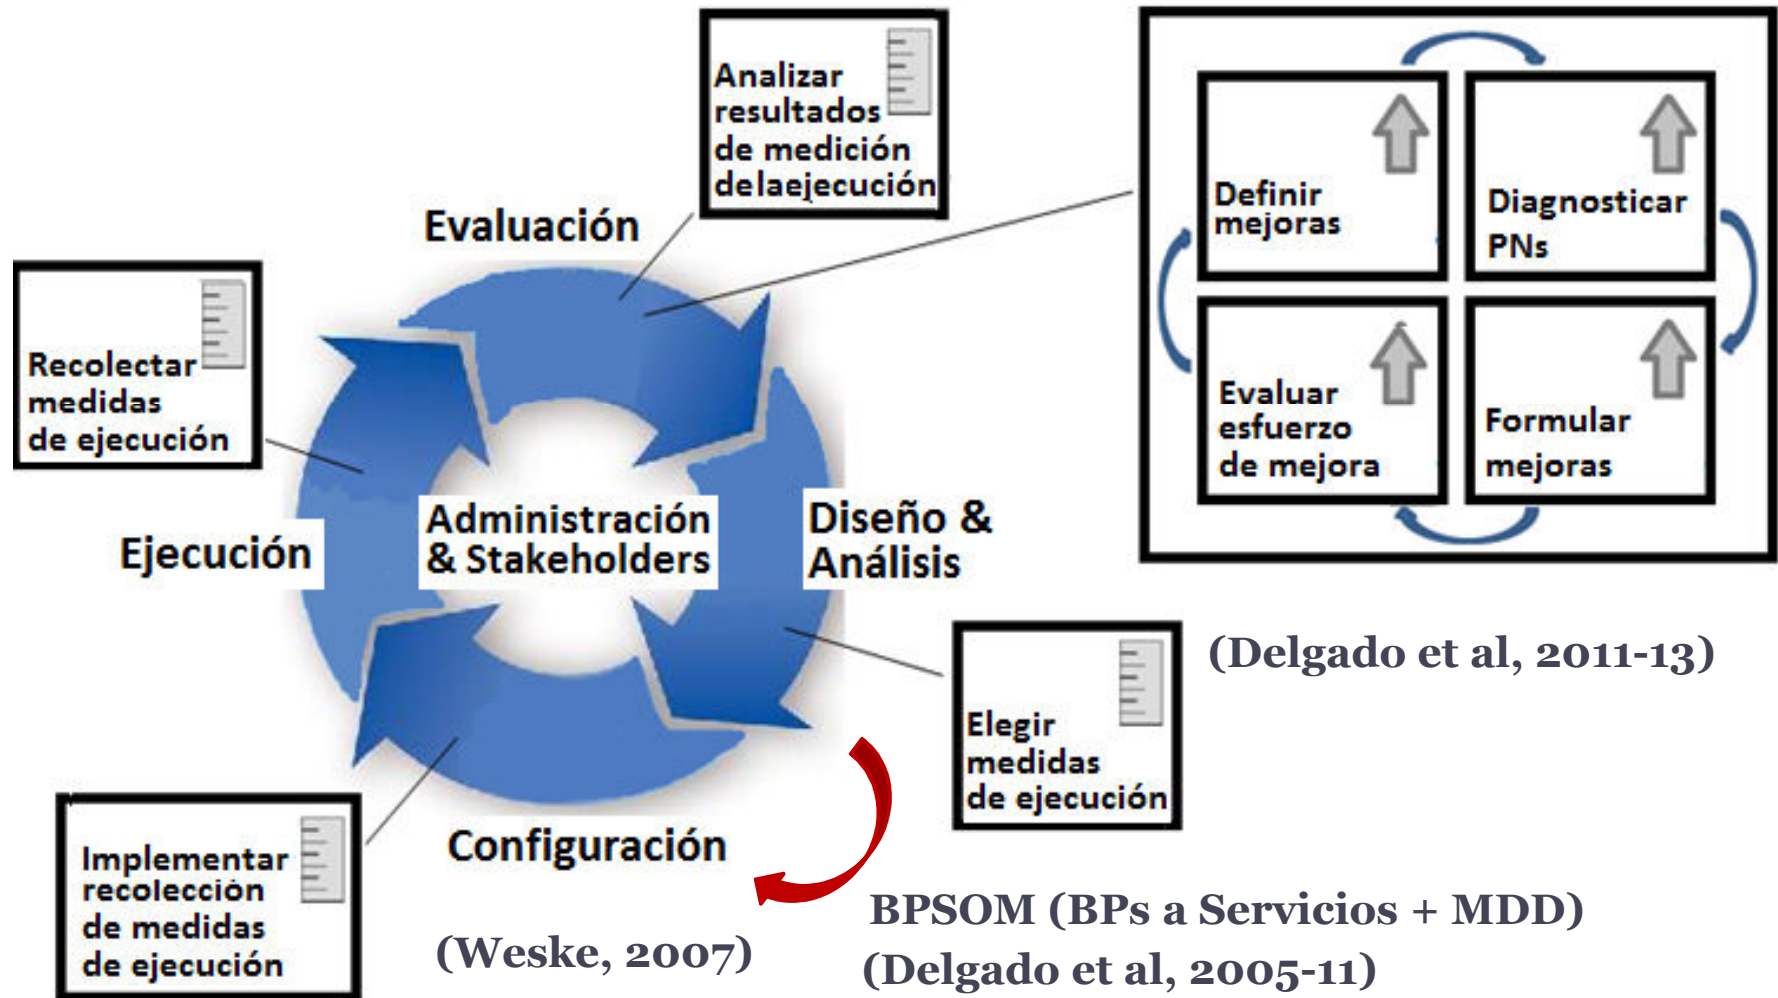 Analizar
resultados
de medición
delaejecución
Definir
mejoras
Diagnosticar
PNs
Evaluar
esfuerzo
de mejora
Formular
mejoras
Evaluación
Recolectar
medidas
de ejecución
Ejecución
Administración
& Stakeholders
Diseño &
Análisis
(Delgado et al, 2011-13)
Elegir
medidas
de ejecución
Configuración
Implementar
recolección
de medidas
de ejecución
(Weske, 2007)
BPSOM (BPs a Servicios + MDD)
(Delgado et al, 2005-11)